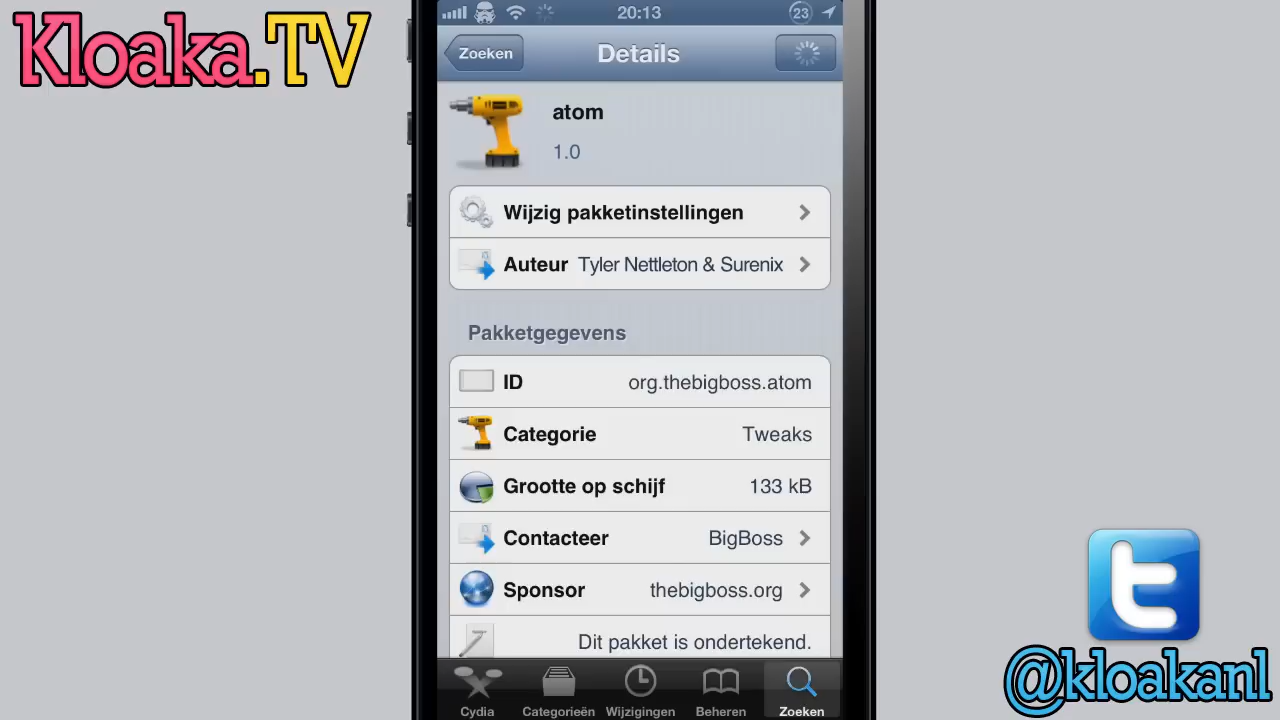 Kloaka.TV
20:13
23
Zoeken
Details
atom
1.0
Wijzig pakketinstellingen
Auteur Tyler Nettleton & Surenix
Pakketgegevens
ID org.thebigboss.atom
Categorie Tweaks
Grootte op schijf 133 kB
Contacteer BigBoss
Sponsor thebigboss.org
Dit pakket is ondertekend.
Cydia Categorieën Wijzigingen Beheren Zoeken
t
@kloakanl